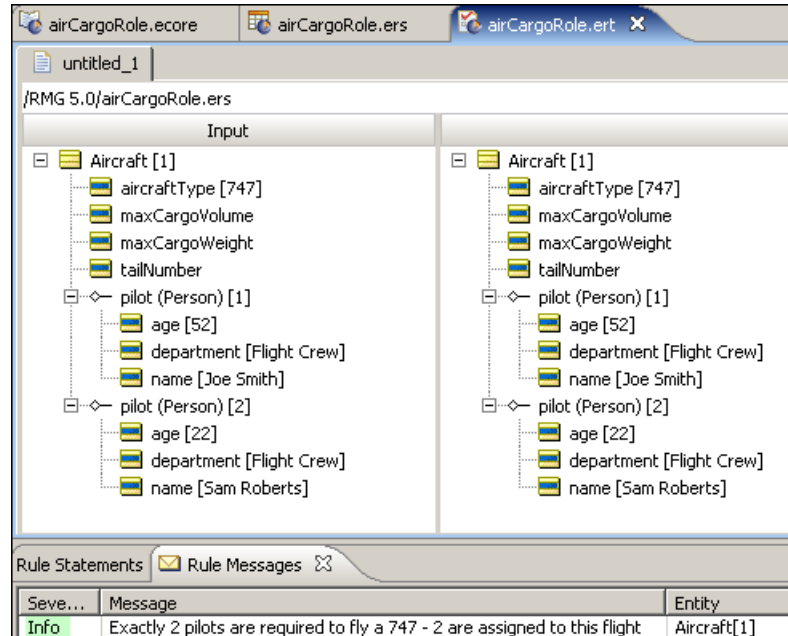 airCargoRole.ecore airCargoRole.ers airCargoRole.ert
untitled_1
/RMG 5.0/airCargoRole.ers
Input
Aircraft [1]
aircraftType [747]
maxCargoVolume
maxCargoWeight
tailNumber
pilot (Person) [1]
age [52]
department [Flight Crew]
name [Joe Smith]
pilot (Person) [2]
age [22]
department [Flight Crew]
name [Sam Roberts]
Aircraft [1]
aircraftType [747]
maxCargoVolume
maxCargoWeight
tailNumber
pilot (Person) [1]
age [52]
department [Flight Crew]
name [Joe Smith]
pilot (Person) [2]
age [22]
department [Flight Crew]
name [Sam Roberts]
Rule Statements Rule Messages
Seve... Message Entity
Info Exactly 2 pilots are required to fly a 747 - 2 are assigned to this flight Aircraft[1]